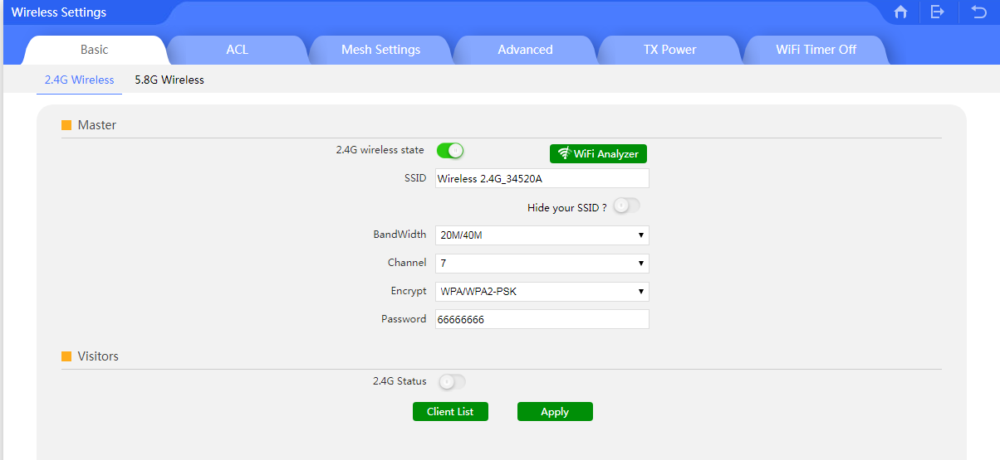 Wireless Settings
Basic ACL Mesh Settings Advanced TX Power WiFi Timer Off
2.4G Wireless 5.8G Wireless
Master
2.4G wireless state WiFi Analyzer
SSID Wireless 2.4G_34520A
Hide your SSID ?
BandWidth 20M/40M
Channel 7
Encrypt WPA/WPA2-PSK
Password 66666666
Visitors
2.4G Status
Client List Apply